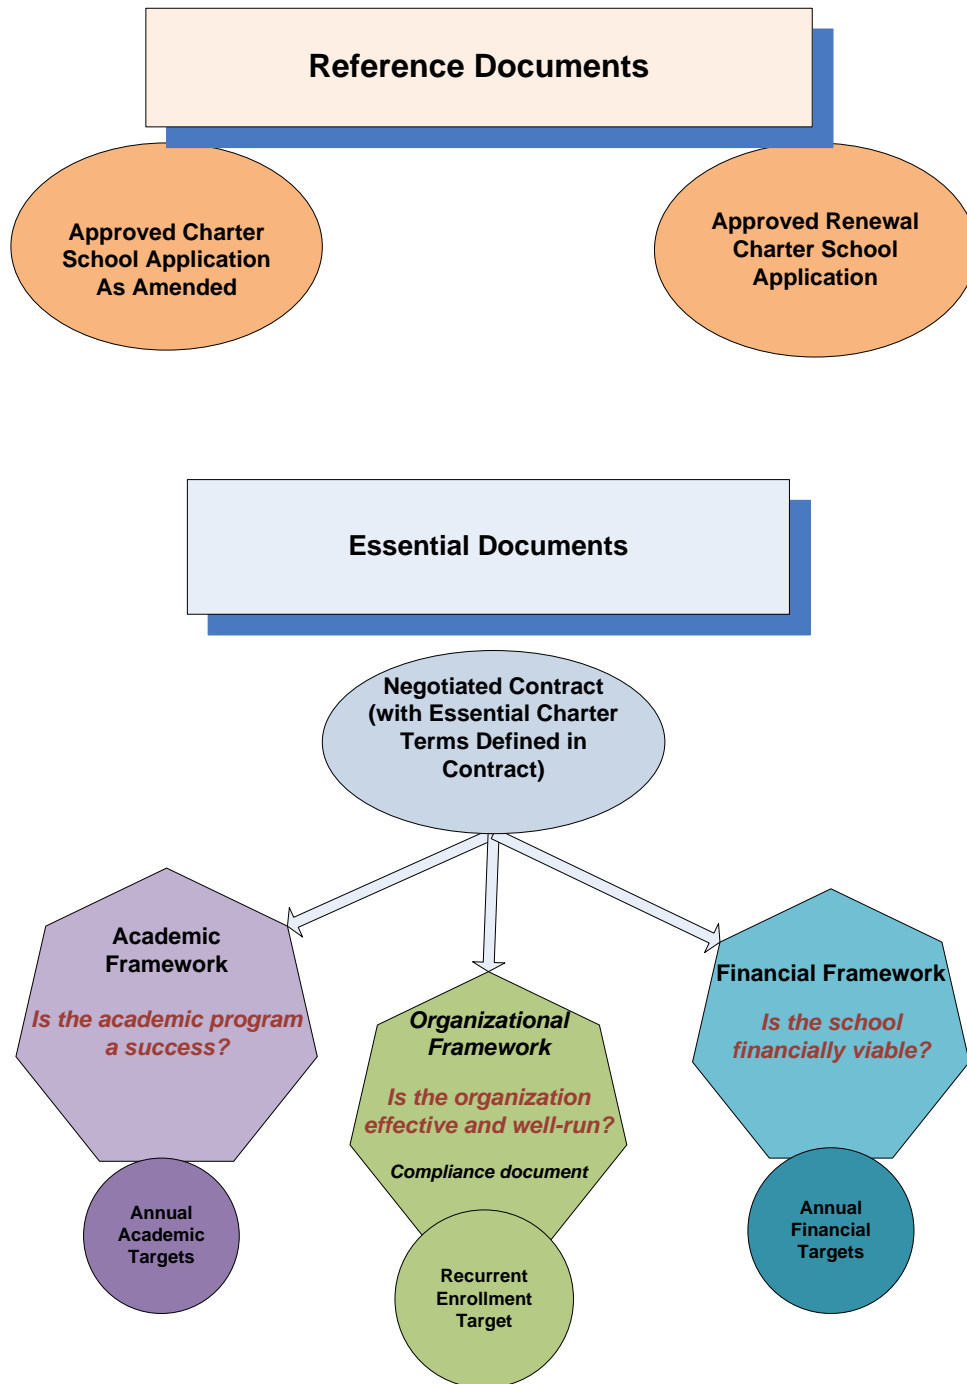 Reference Documents
Approved Charter
School Application
As Amended
Approved Renewal
Charter School
Application
Essential Documents
Negotiated Contract
(with Essential Charter
Terms Defined in
Contract)
Academic
Framework
Is the academic program
a success?
Organizational
Framework
Is the organization
effective and well-run?
Compliance document
Financial Framework
Is the school
financially viable?
Annual
Academic
Targets
Recurrent
Enrollment
Target
Annual
Financial
Targets